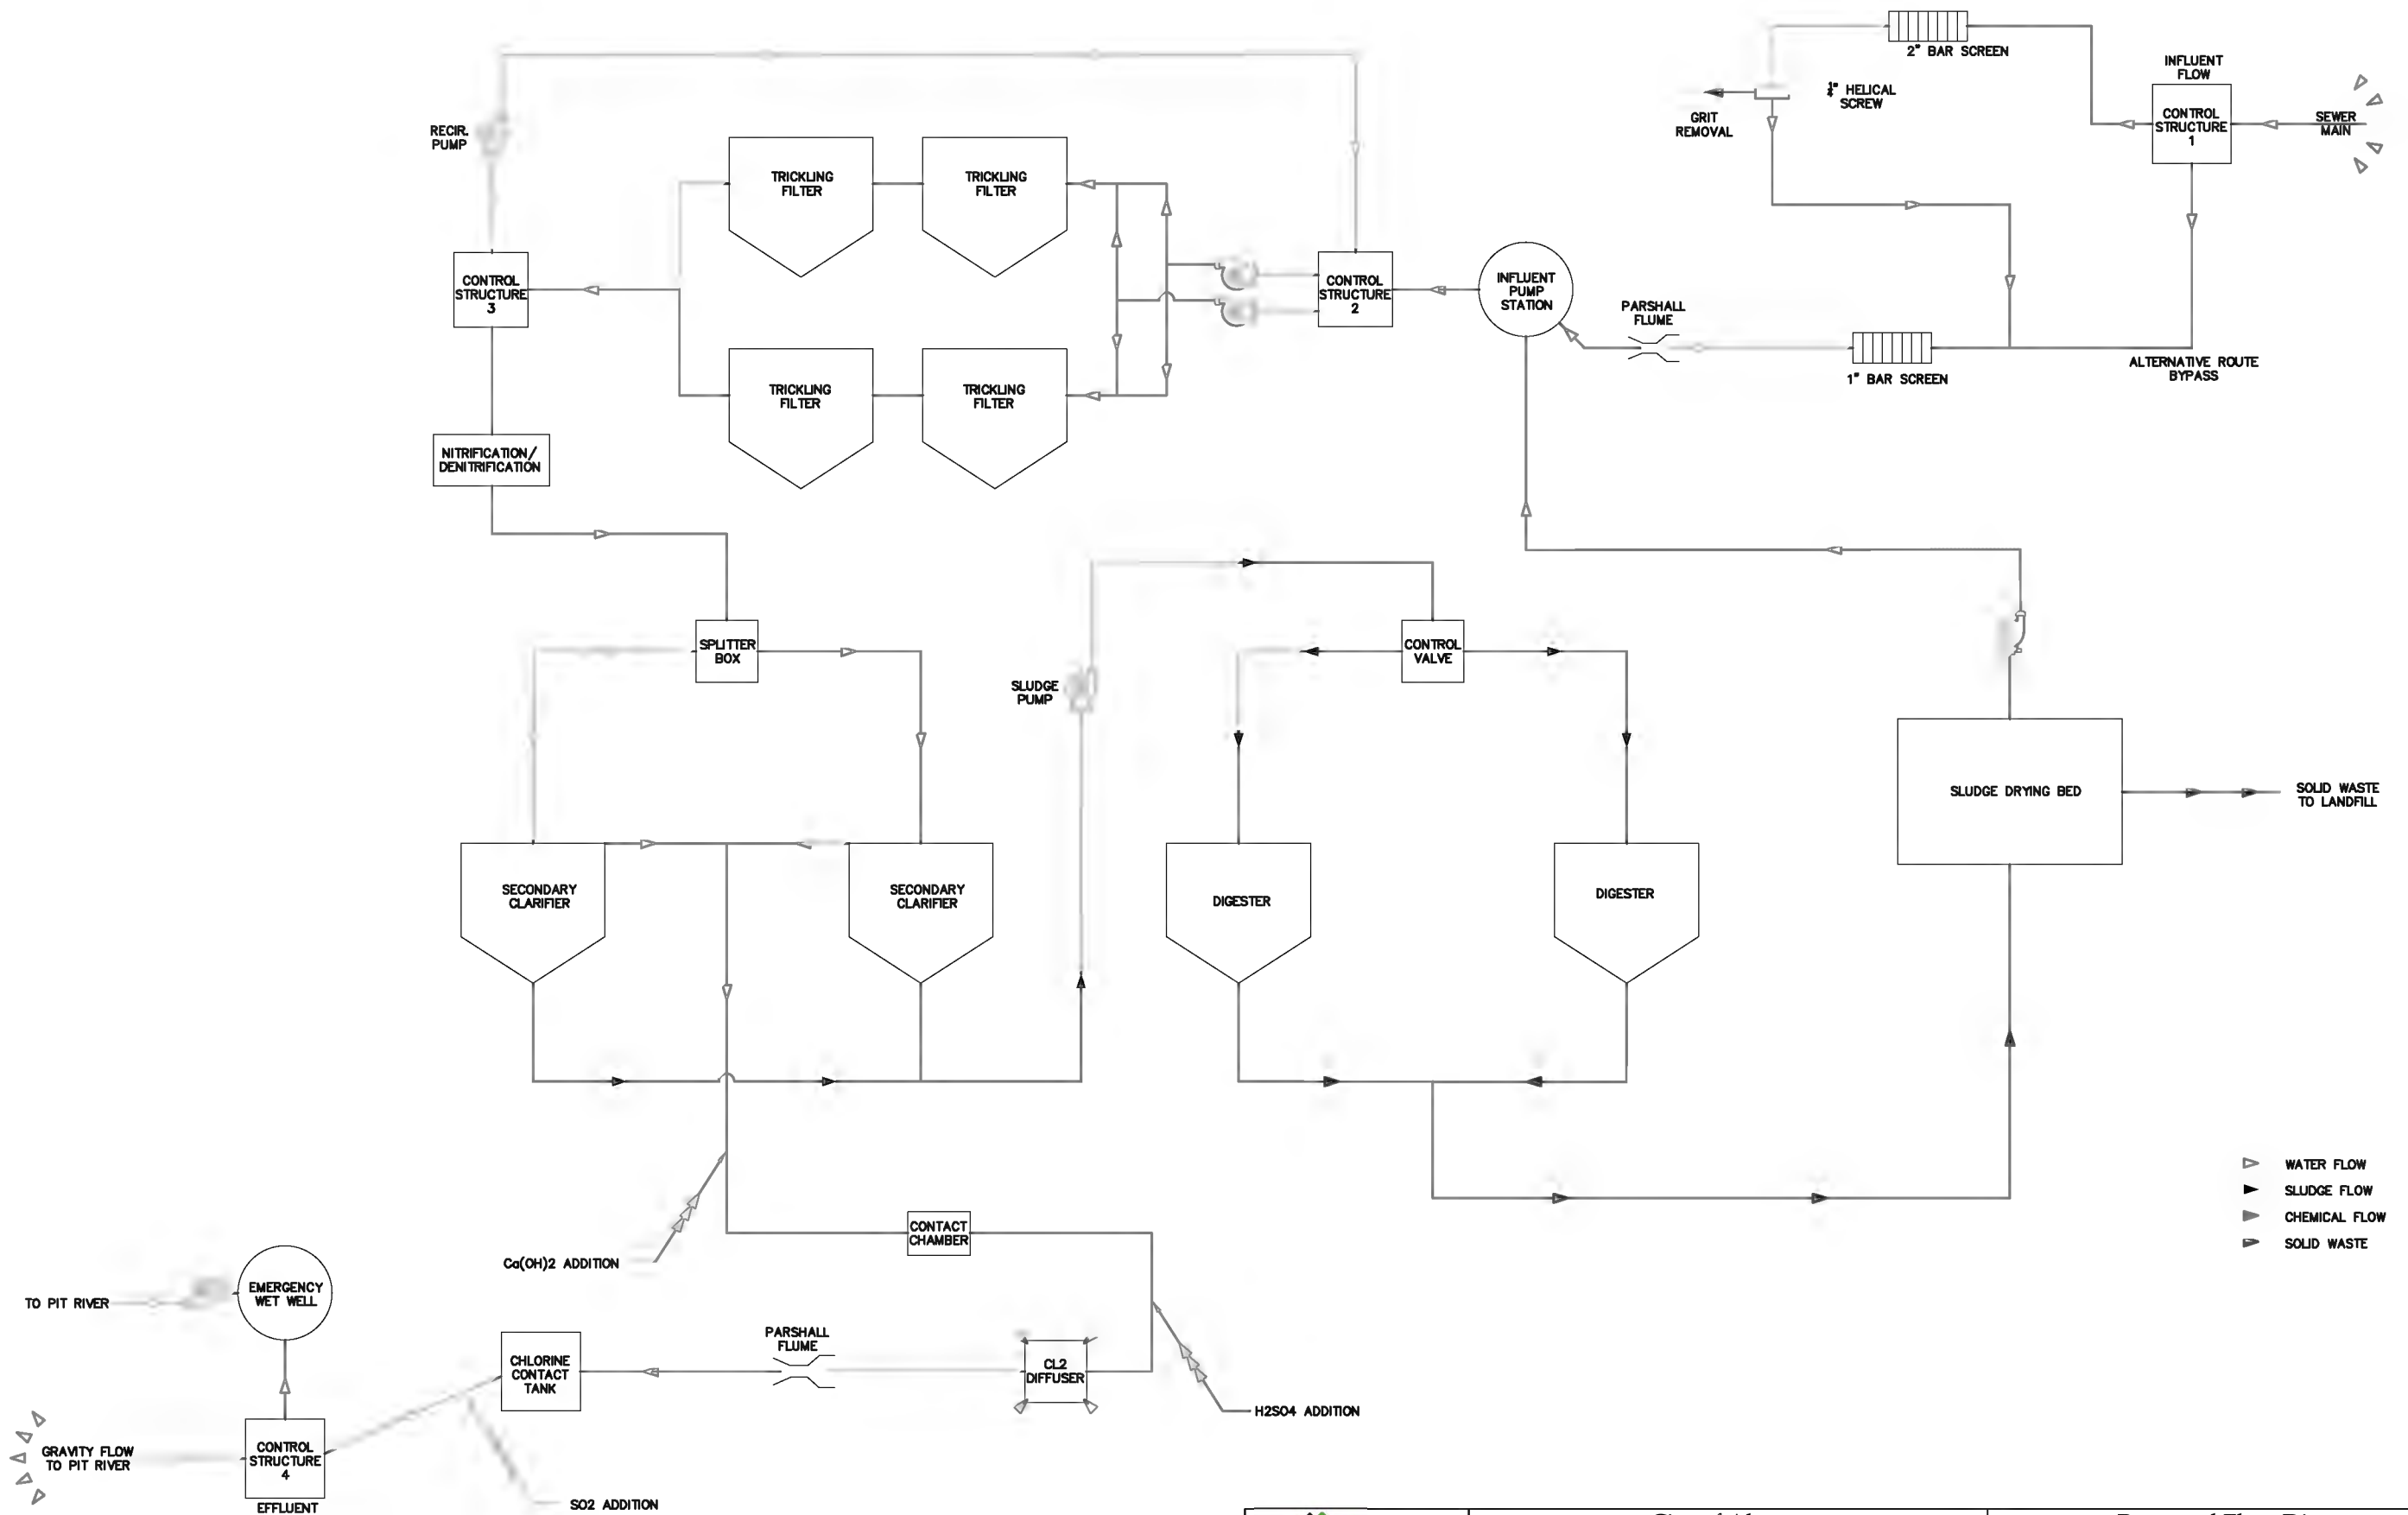 2" BAR SCREEN
INFLUENT
FLOW
CONTROL
STRUCTURE
1
SEWER
MAIN
HELICAL
SCREW
GRIT
REMOVAL
RECIR.
PUMP
TRICKLING
FILTER
TRICKLING
FILTER
CONTROL
STRUCTURE
3
CONTROL
STRUCTURE
2
INFLUENT
PUMP
STATION
PARSHALL
FLUME
1" BAR SCREEN
ALTERNATIVE ROUTE
BYPASS
TRICKLING
FILTER
TRICKLING
FILTER
NITRIFICATION/
DENITRIFICATION
SPLITTER
BOX
SLUDGE
PUMP
CONTROL
VALVE
SLUDGE DRYING BED
SOLID WASTE
TO LANDFILL
SECONDARY
CLARIFIER
SECONDARY
CLARIFIER
DIGESTER
DIGESTER
WATER FLOW
SLUDGE FLOW
CHEMICAL FLOW
SOLID WASTE
CONTACT
CHAMBER
Ca(OH)2 ADDITION
EMERGENCY
WET WELL
TO PIT RIVER
PARSHALL
FLUME
CHLORINE
CONTACT
TANK
CL2
DIFFUSER
H2SO4 ADDITION
GRAVITY FLOW
TO PIT RIVER
CONTROL
STRUCTURE
4
EFFLUENT
SO2 ADDITION